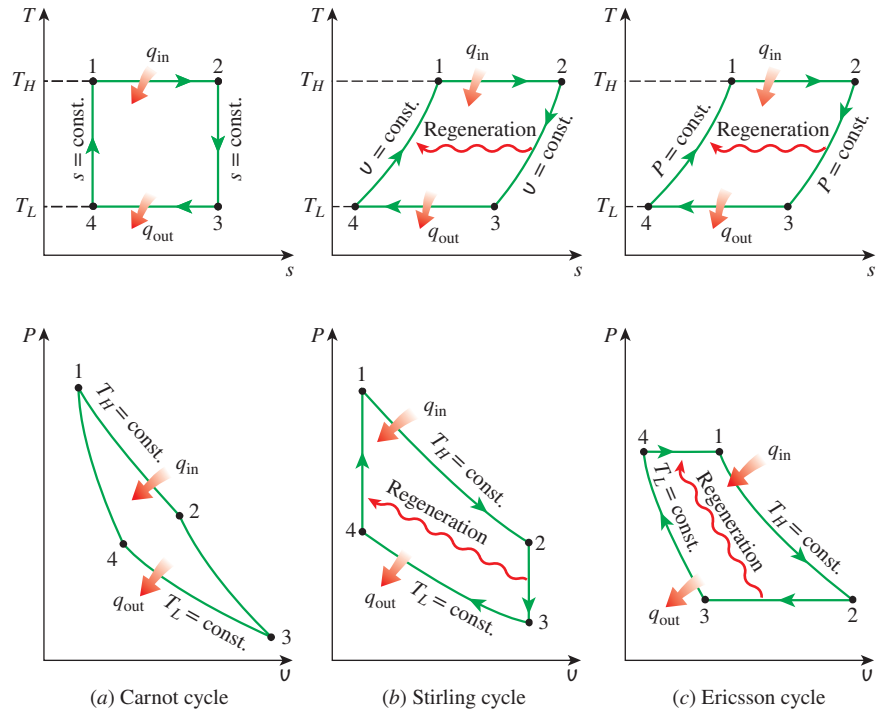 T
1
2
q_in
T_H
s = const.
s = const.
T_L
4
3
q_out
s
T
1
2
q_in
T_H
υ = const.
Regeneration
υ = const.
T_L
4
3
q_out
s
T
1
2
q_in
T_H
P = const.
Regeneration
P = const.
T_L
4
3
q_out
s
P
1
T_H = const.
q_in
2
4
q_out
T_L = const.
3
υ
(a) Carnot cycle
P
1
q_in
T_H = const.
Regeneration
4
2
q_out
T_L = const.
3
υ
(b) Stirling cycle
P
4
1
q_in
T_L = const.
Regeneration
T_H = const.
q_out
3
2
υ
(c) Ericsson cycle